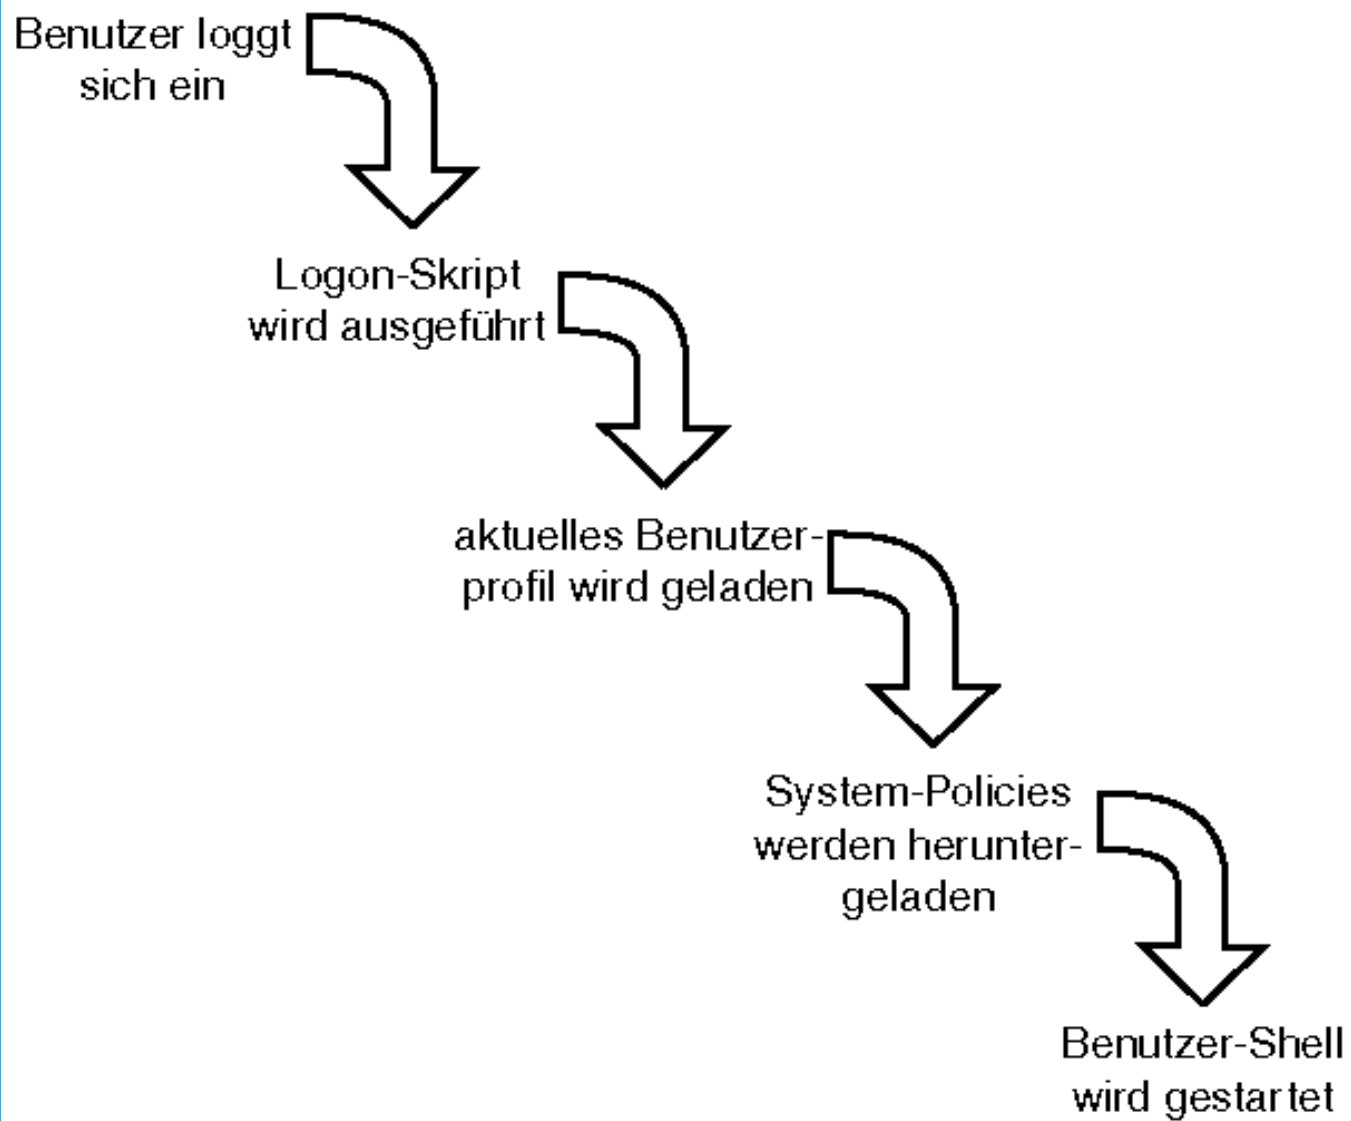 Benutzer loggt
sich ein
Logon-Skript
wird ausgeführt
aktuelles Benutzer-
profil wird geladen
System-Policies
werden herunter-
geladen
Benutzer-Shell
wird gestartet